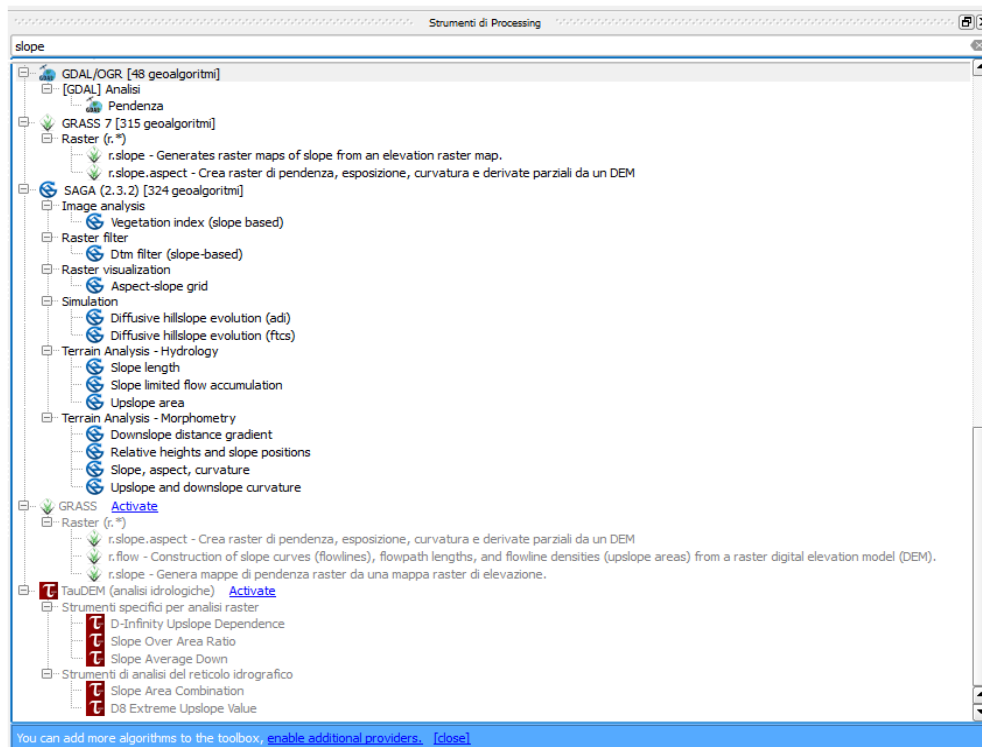 Strumenti di Processing
slope
GDAL/OGR [48 geoalgoritmi]
[GDAL] Analisi
Pendenza
GRASS 7 [315 geoalgoritmi]
Raster (r.*)
r.slope - Generates raster maps of slope from an elevation raster map.
r.slope.aspect - Crea raster di pendenza, esposizione, curvatura e derivate parziali da un DEM
SAGA (2.3.2) [324 geoalgoritmi]
Image analysis
Vegetation index (slope based)
Raster filter
Dtm filter (slope-based)
Raster visualization
Aspect-slope grid
Simulation
Diffusive hillslope evolution (adi)
Diffusive hillslope evolution (ftcs)
Terrain Analysis - Hydrology
Slope length
Slope limited flow accumulation
Upslope area
Terrain Analysis - Morphometry
Downslope distance gradient
Relative heights and slope positions
Slope, aspect, curvature
Upslope and downslope curvature
GRASS Activate
Raster (r.*)
r.slope.aspect - Crea raster di pendenza, esposizione, curvatura e derivate parziali da un DEM
r.flow - Construction of slope curves (flowlines), flowpath lengths, and flowline densities (upslope areas) from a raster digital elevation model (DEM).
r.slope - Genera mappe di pendenza raster da una mappa raster di elevazione.
TauDEM (analisi idrologiche) Activate
Strumenti specifici per analisi raster
D-Infinity Upslope Dependence
Slope Over Area Ratio
Slope Average Down
Strumenti di analisi del reticolo idrografico
Slope Area Combination
D8 Extreme Upslope Value
You can add more algorithms to the toolbox, enable additional providers. [close]